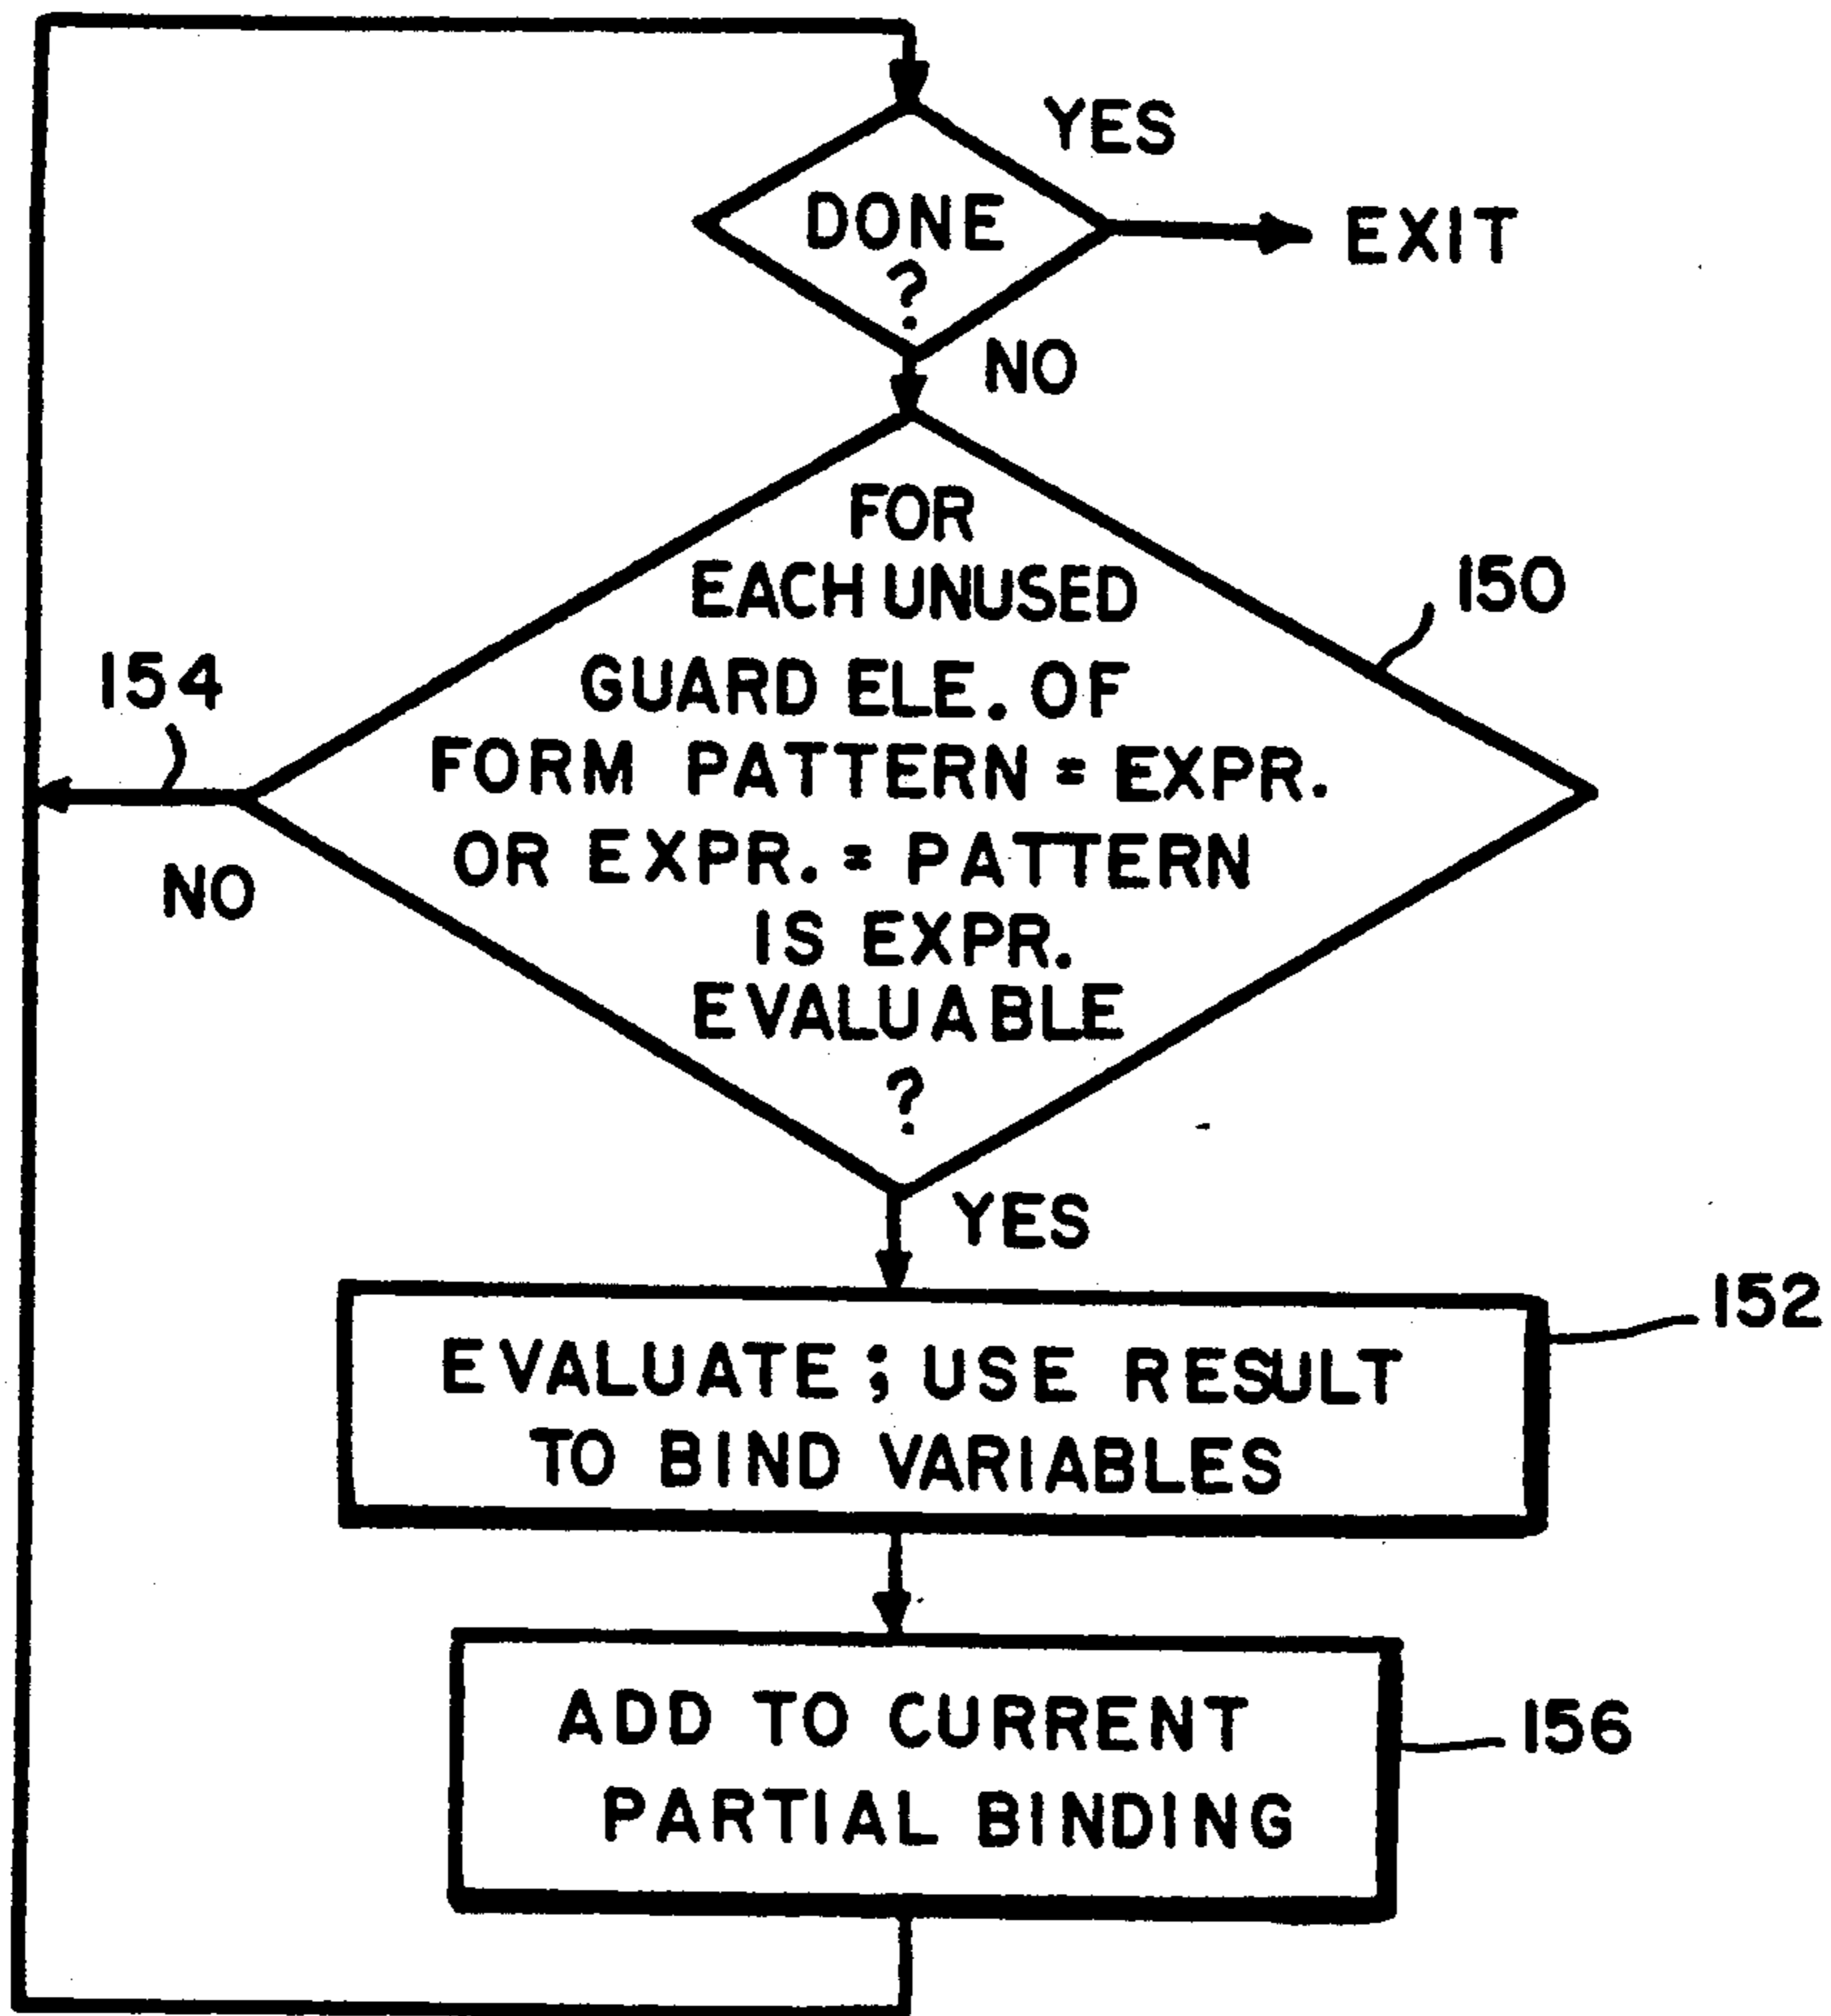 YES
DONE
?
EXIT
NO
FOR
EACH UNUSED
150
GUARD ELE. OF
154
FORM PATTERN = EXPR.
OR EXPR. = PATTERN
NO
IS EXPR.
EVALUABLE
?
YES
152
EVALUATE ; USE RESULT
TO BIND VARIABLES
ADD TO CURRENT
156
PARTIAL BINDING